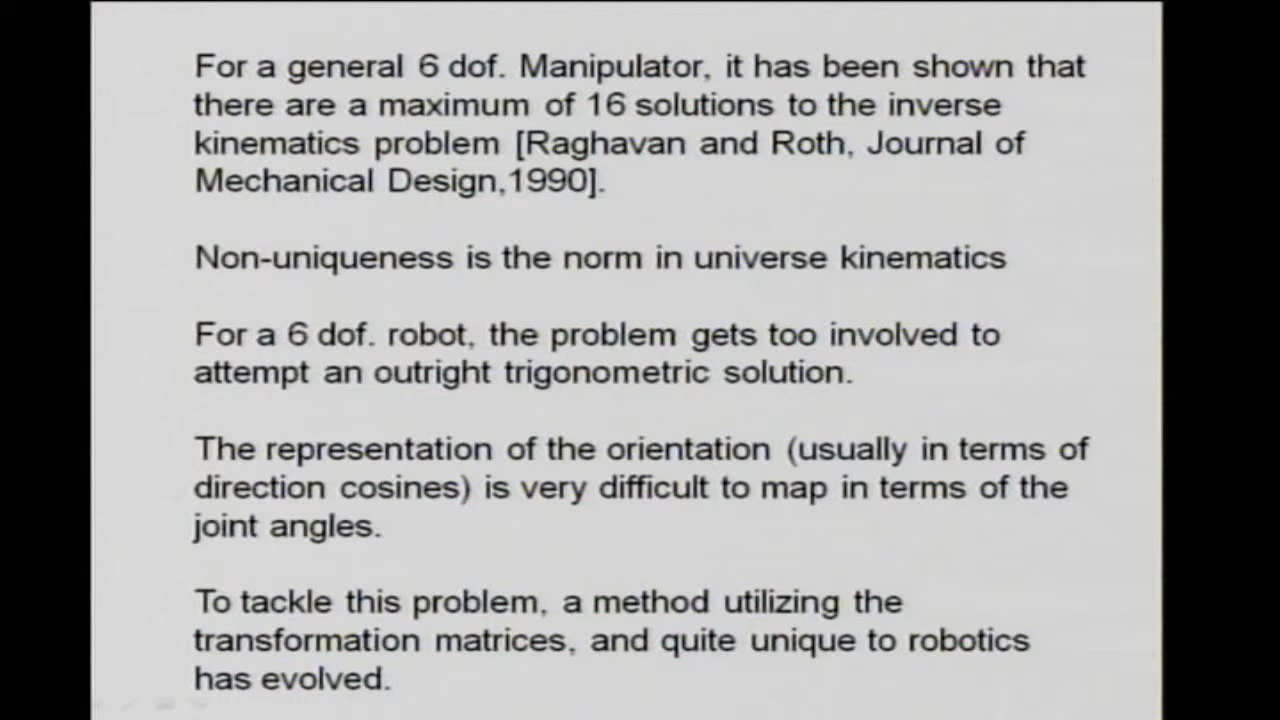 For a general 6 dof. Manipulator, it has been shown that
there are a maximum of 16 solutions to the inverse
kinematics problem [Raghavan and Roth, Journal of
Mechanical Design,1990].
Non-uniqueness is the norm in universe kinematics
For a 6 dof. robot, the problem gets too involved to
attempt an outright trigonometric solution.
The representation of the orientation (usually in terms of
direction cosines) is very difficult to map in terms of the
joint angles.
To tackle this problem, a method utilizing the
transformation matrices, and quite unique to robotics
has evolved.